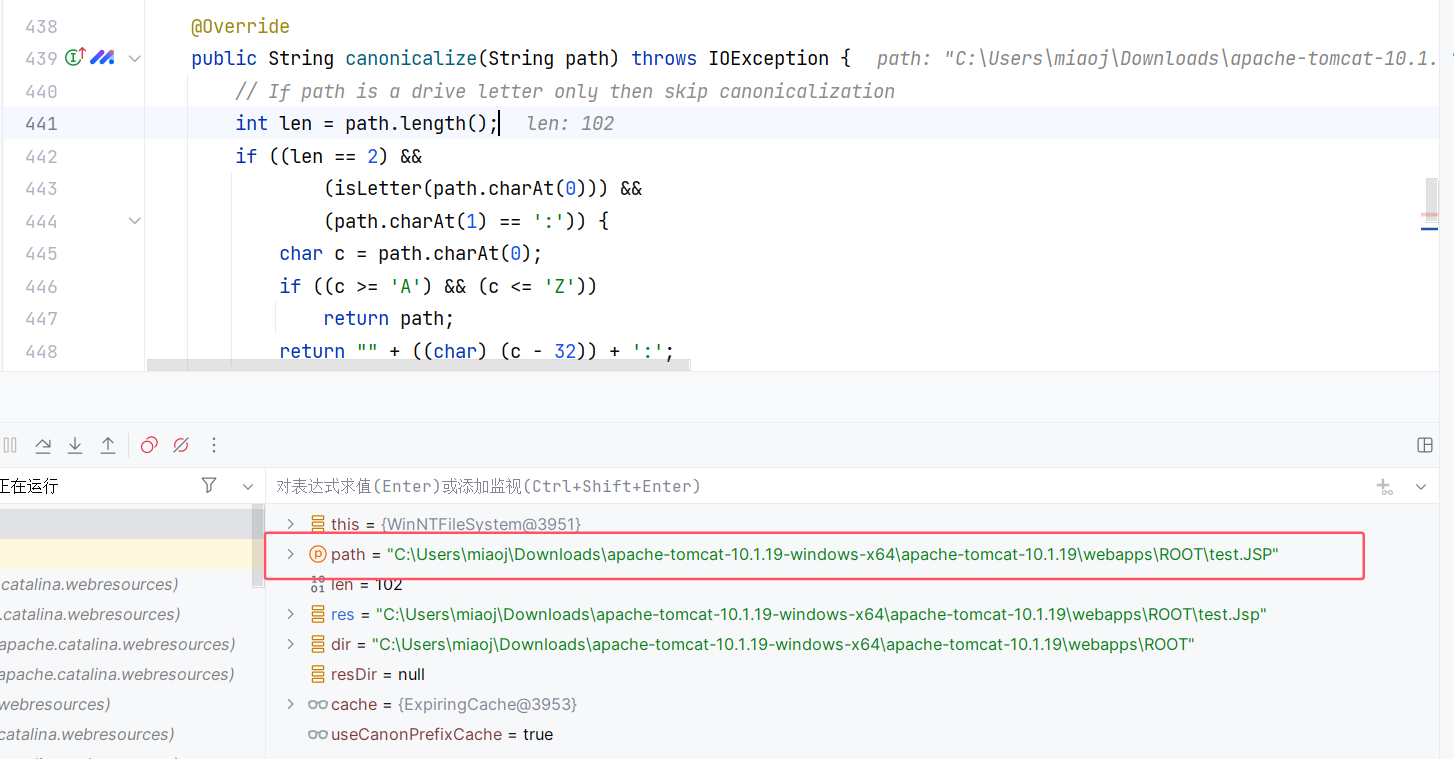 438 @Override
439 public String canonicalize(String path) throws IOException { path: "C:\Users\miaoj\Downloads\apache-tomcat-10.1.
440 // If path is a drive letter only then skip canonicalization
441 int len = path.length(); len: 102
442 if ((len == 2) &&
443 (isLetter(path.charAt(0))) &&
444 (path.charAt(1) == ':')) {
445 char c = path.charAt(0);
446 if ((c >= 'A') && (c <= 'Z'))
447 return path;
448 return "" + ((char) (c - 32)) + ':';
正在运行
对表达式求值(Enter)或添加监视(Ctrl+Shift+Enter)
this = {WinNTFileSystem@3951}
path = "C:\Users\miaoj\Downloads\apache-tomcat-10.1.19-windows-x64\apache-tomcat-10.1.19\webapps\ROOT\test.JSP"
catalina.webresources) len = 102
.catalina.webresources) res = "C:\Users\miaoj\Downloads\apache-tomcat-10.1.19-windows-x64\apache-tomcat-10.1.19\webapps\ROOT\test.Jsp"
apache.catalina.webresources) dir = "C:\Users\miaoj\Downloads\apache-tomcat-10.1.19-windows-x64\apache-tomcat-10.1.19\webapps\ROOT"
apache.catalina.webresources) resDir = null
webresources) cache = {ExpiringCache@3953}
catalina.webresources) useCanonPrefixCache = true